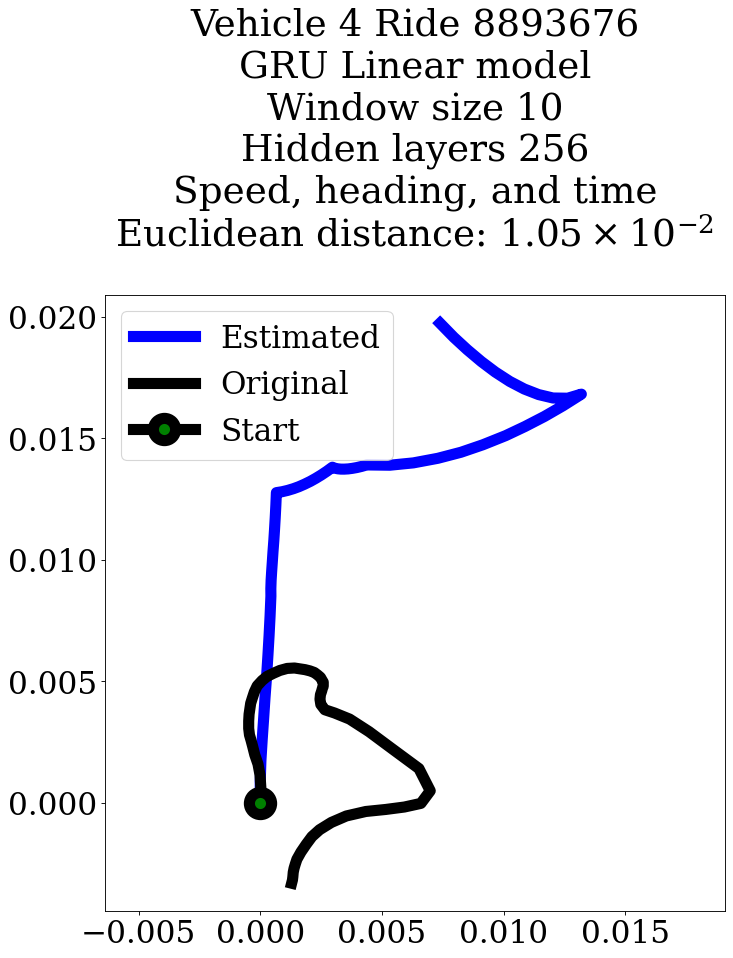 Vehicle 4 Ride 8893676
GRU Linear model
Window size 10
Hidden layers 256
Speed, heading, and time
Euclidean distance: 1.05 × 10⁻²
Estimated
Original
Start
0.020
0.015
0.010
0.005
0.000
−0.005 0.000 0.005 0.010 0.015